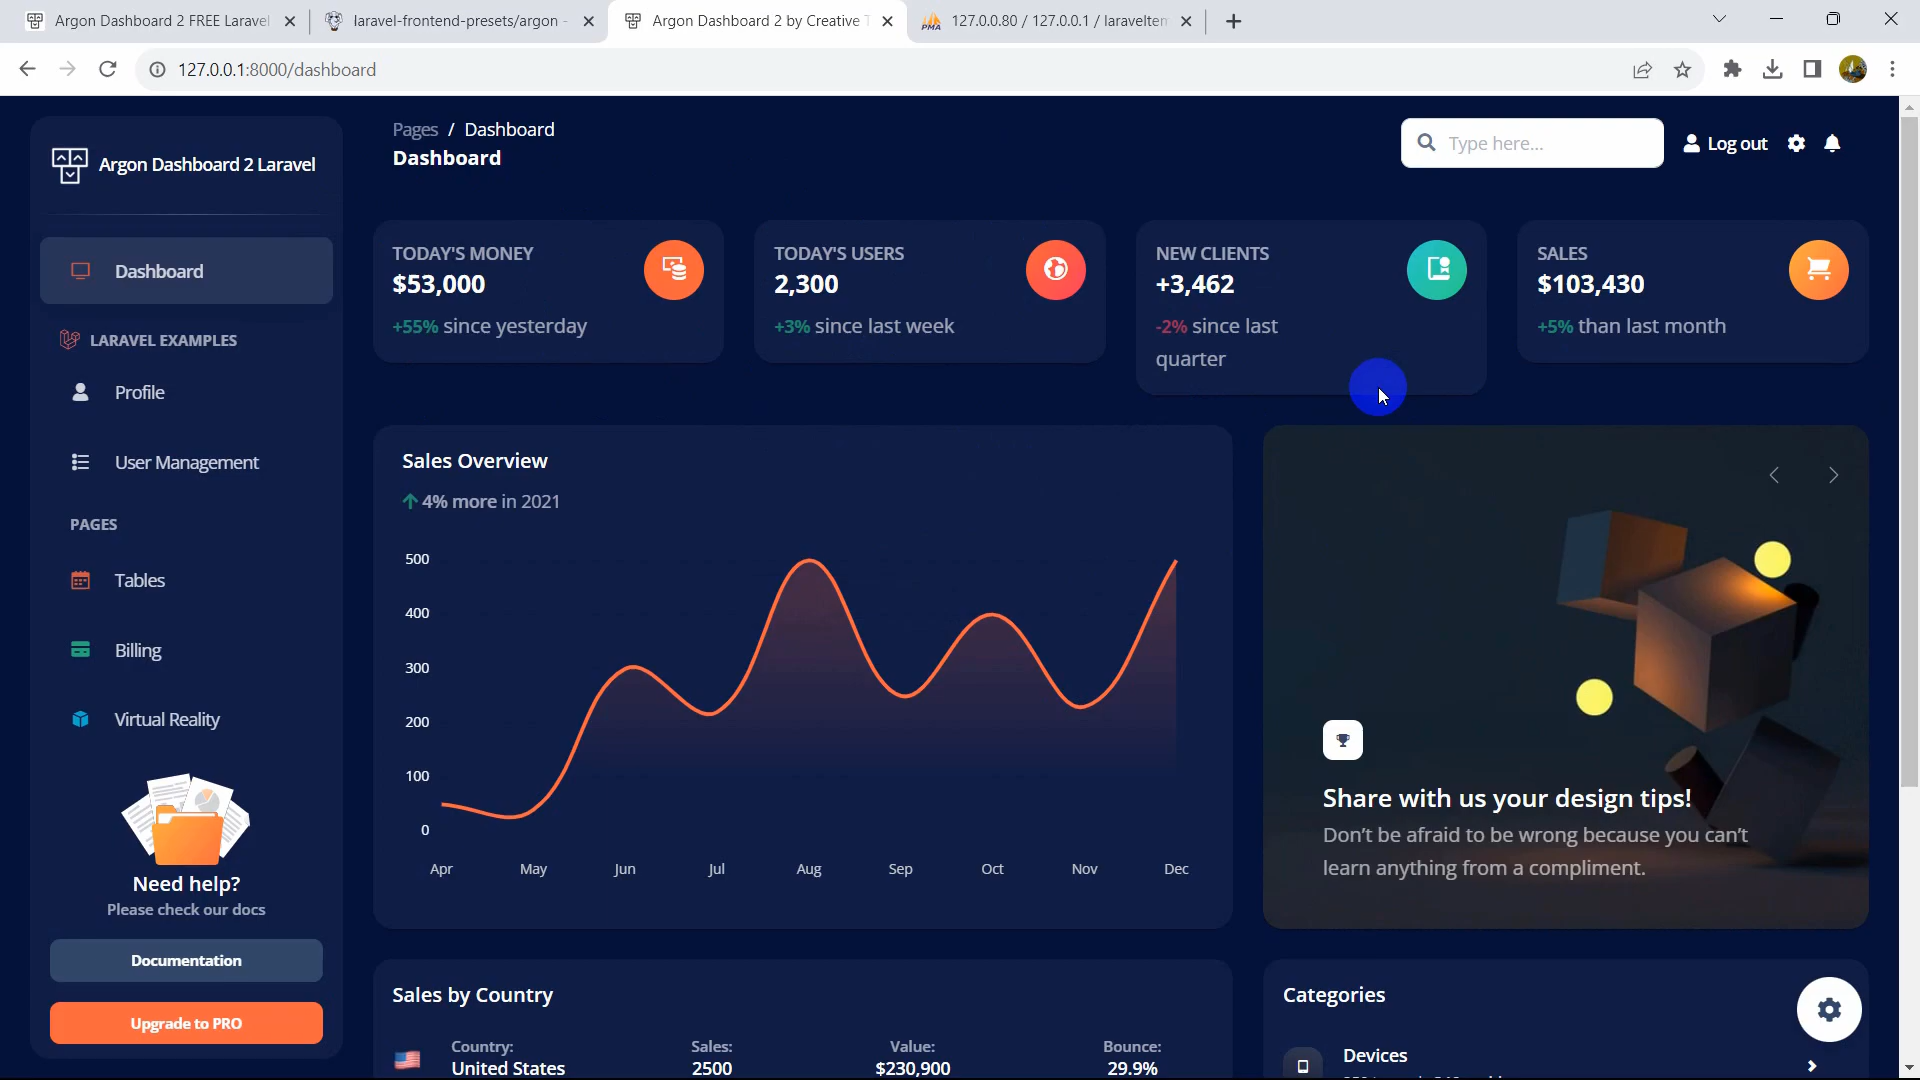 Argon Dashboard 2 FREE Laravel
laravel-frontend-presets/argon -
Argon Dashboard 2 by Creative T
PMA
127.0.0.80 / 127.0.0.1 / laraveltem
127.0.0.1:8000/dashboard
Argon Dashboard 2 Laravel
Pages / Dashboard
Dashboard
Type here...
Log out
Dashboard
LARAVEL EXAMPLES
Profile
User Management
PAGES
Tables
Billing
Virtual Reality
Need help?
Please check our docs
Documentation
Upgrade to PRO
TODAY'S MONEY
$53,000
+55% since yesterday
TODAY'S USERS
2,300
+3% since last week
NEW CLIENTS
+3,462
-2% since last
quarter
SALES
$103,430
+5% than last month
Sales Overview
4% more in 2021
500
400
300
200
100
0
Apr May Jun Jul Aug Sep Oct Nov Dec
Share with us your design tips!
Don't be afraid to be wrong because you can't
learn anything from a compliment.
Sales by Country
Country: Sales: Value: Bounce:
United States 2500 $230,900 29.9%
Categories
Devices